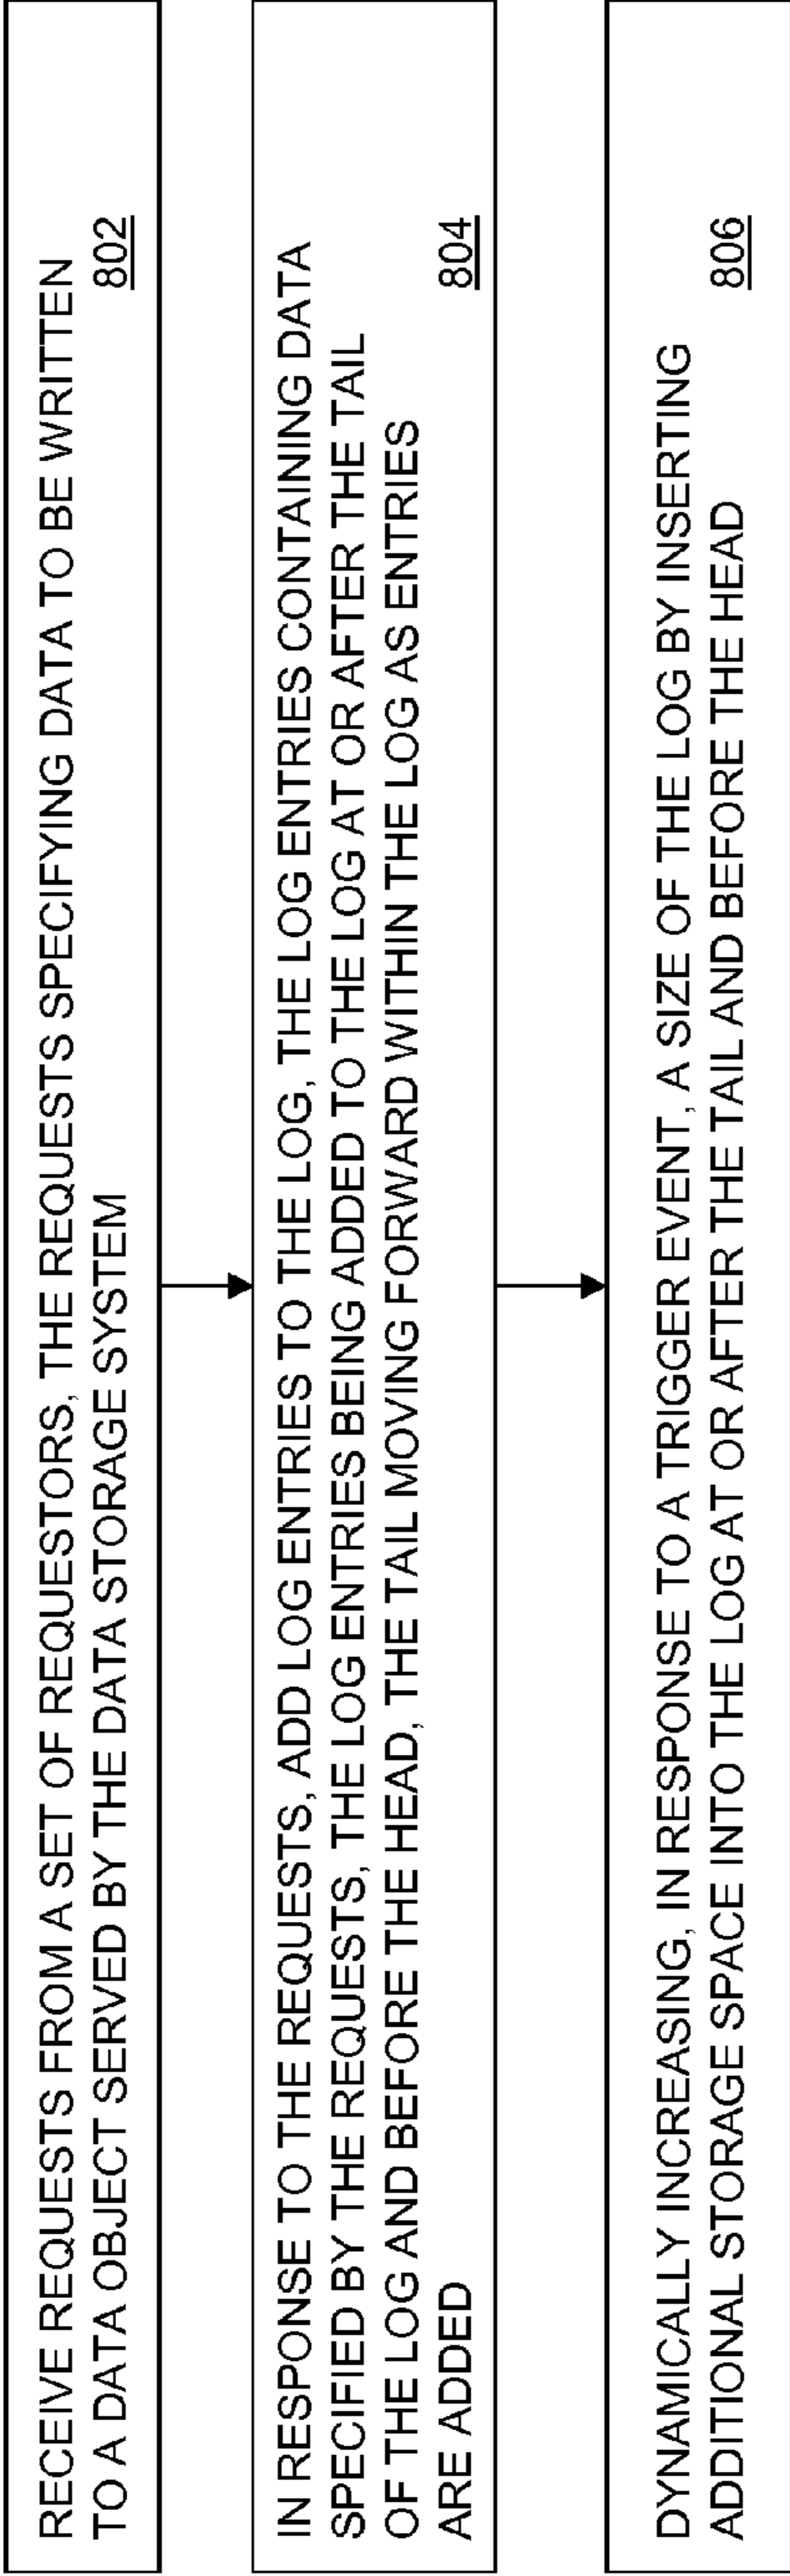 RECEIVE REQUESTS FROM A SET OF REQUESTORS, THE REQUESTS SPECIFYING DATA TO BE WRITTEN
TO A DATA OBJECT SERVED BY THE DATA STORAGE SYSTEM
802
IN RESPONSE TO THE REQUESTS, ADD LOG ENTRIES TO THE LOG, THE LOG ENTRIES CONTAINING DATA
SPECIFIED BY THE REQUESTS, THE LOG ENTRIES BEING ADDED TO THE LOG AT OR AFTER THE TAIL
OF THE LOG AND BEFORE THE HEAD, THE TAIL MOVING FORWARD WITHIN THE LOG AS ENTRIES
ARE ADDED
804
DYNAMICALLY INCREASING, IN RESPONSE TO A TRIGGER EVENT, A SIZE OF THE LOG BY INSERTING
ADDITIONAL STORAGE SPACE INTO THE LOG AT OR AFTER THE TAIL AND BEFORE THE HEAD
806